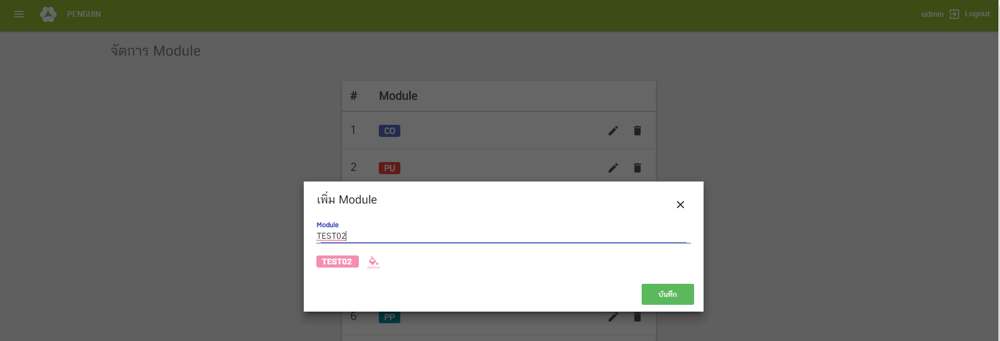 PENGUIN
admin Logout
จัดการ Module
# Module
1 CO
2 PU
เพิ่ม Module
Module
TEST02
TEST02
บันทึก
6 PP